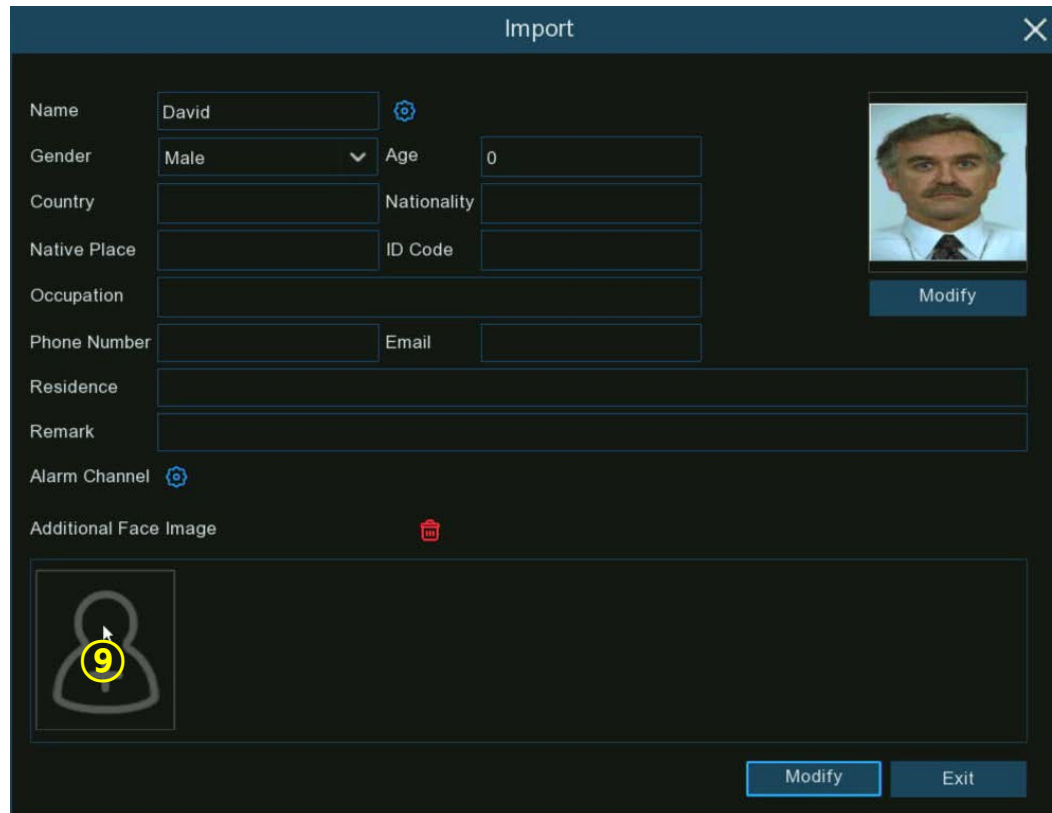 Import
Name David
Gender Male Age 0
Country Nationality
Native Place ID Code
Occupation Modify
Phone Number Email
Residence
Remark
Alarm Channel
Additional Face Image
⑨
Modify Exit